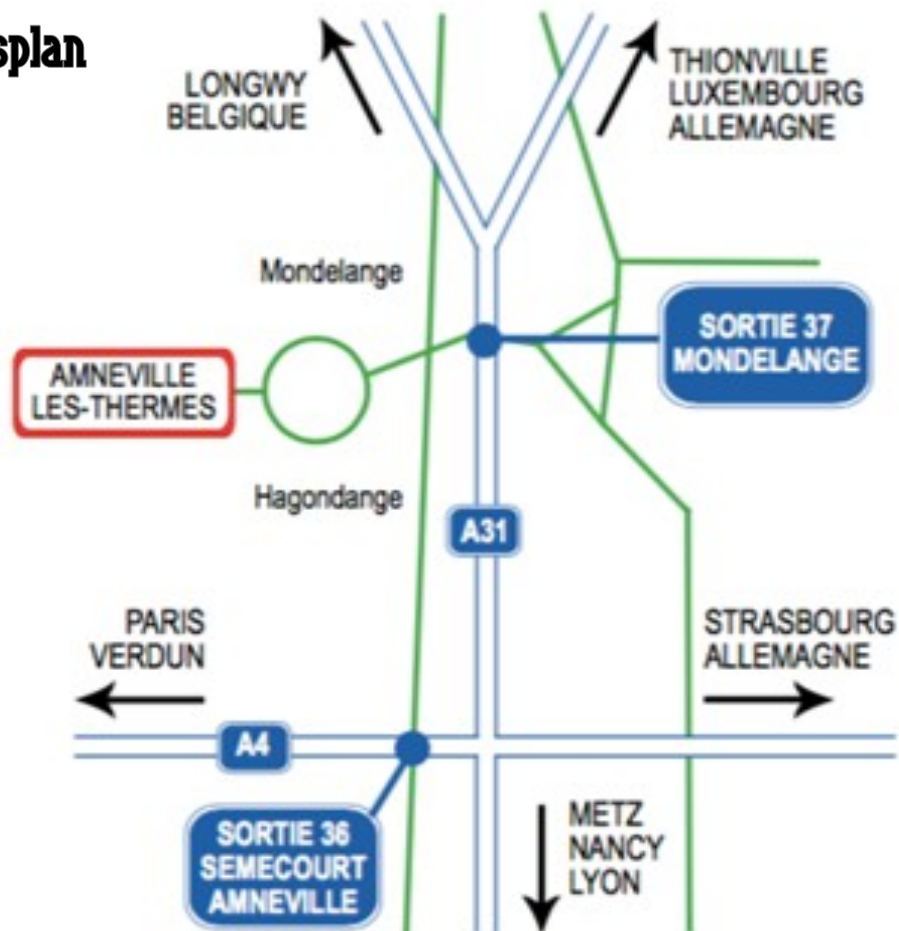 splan
LONGWY
BELGIQUE
THIONVILLE
LUXEMBOURG
ALLEMAGNE
Mondelange
SORTIE 37
MONDELANGE
AMNEVILLE
LES-THERMES
Hagondange
A31
PARIS
VERDUN
STRASBOURG
ALLEMAGNE
A4
SORTIE 36
SEMECOURT
AMNEVILLE
METZ
NANCY
LYON